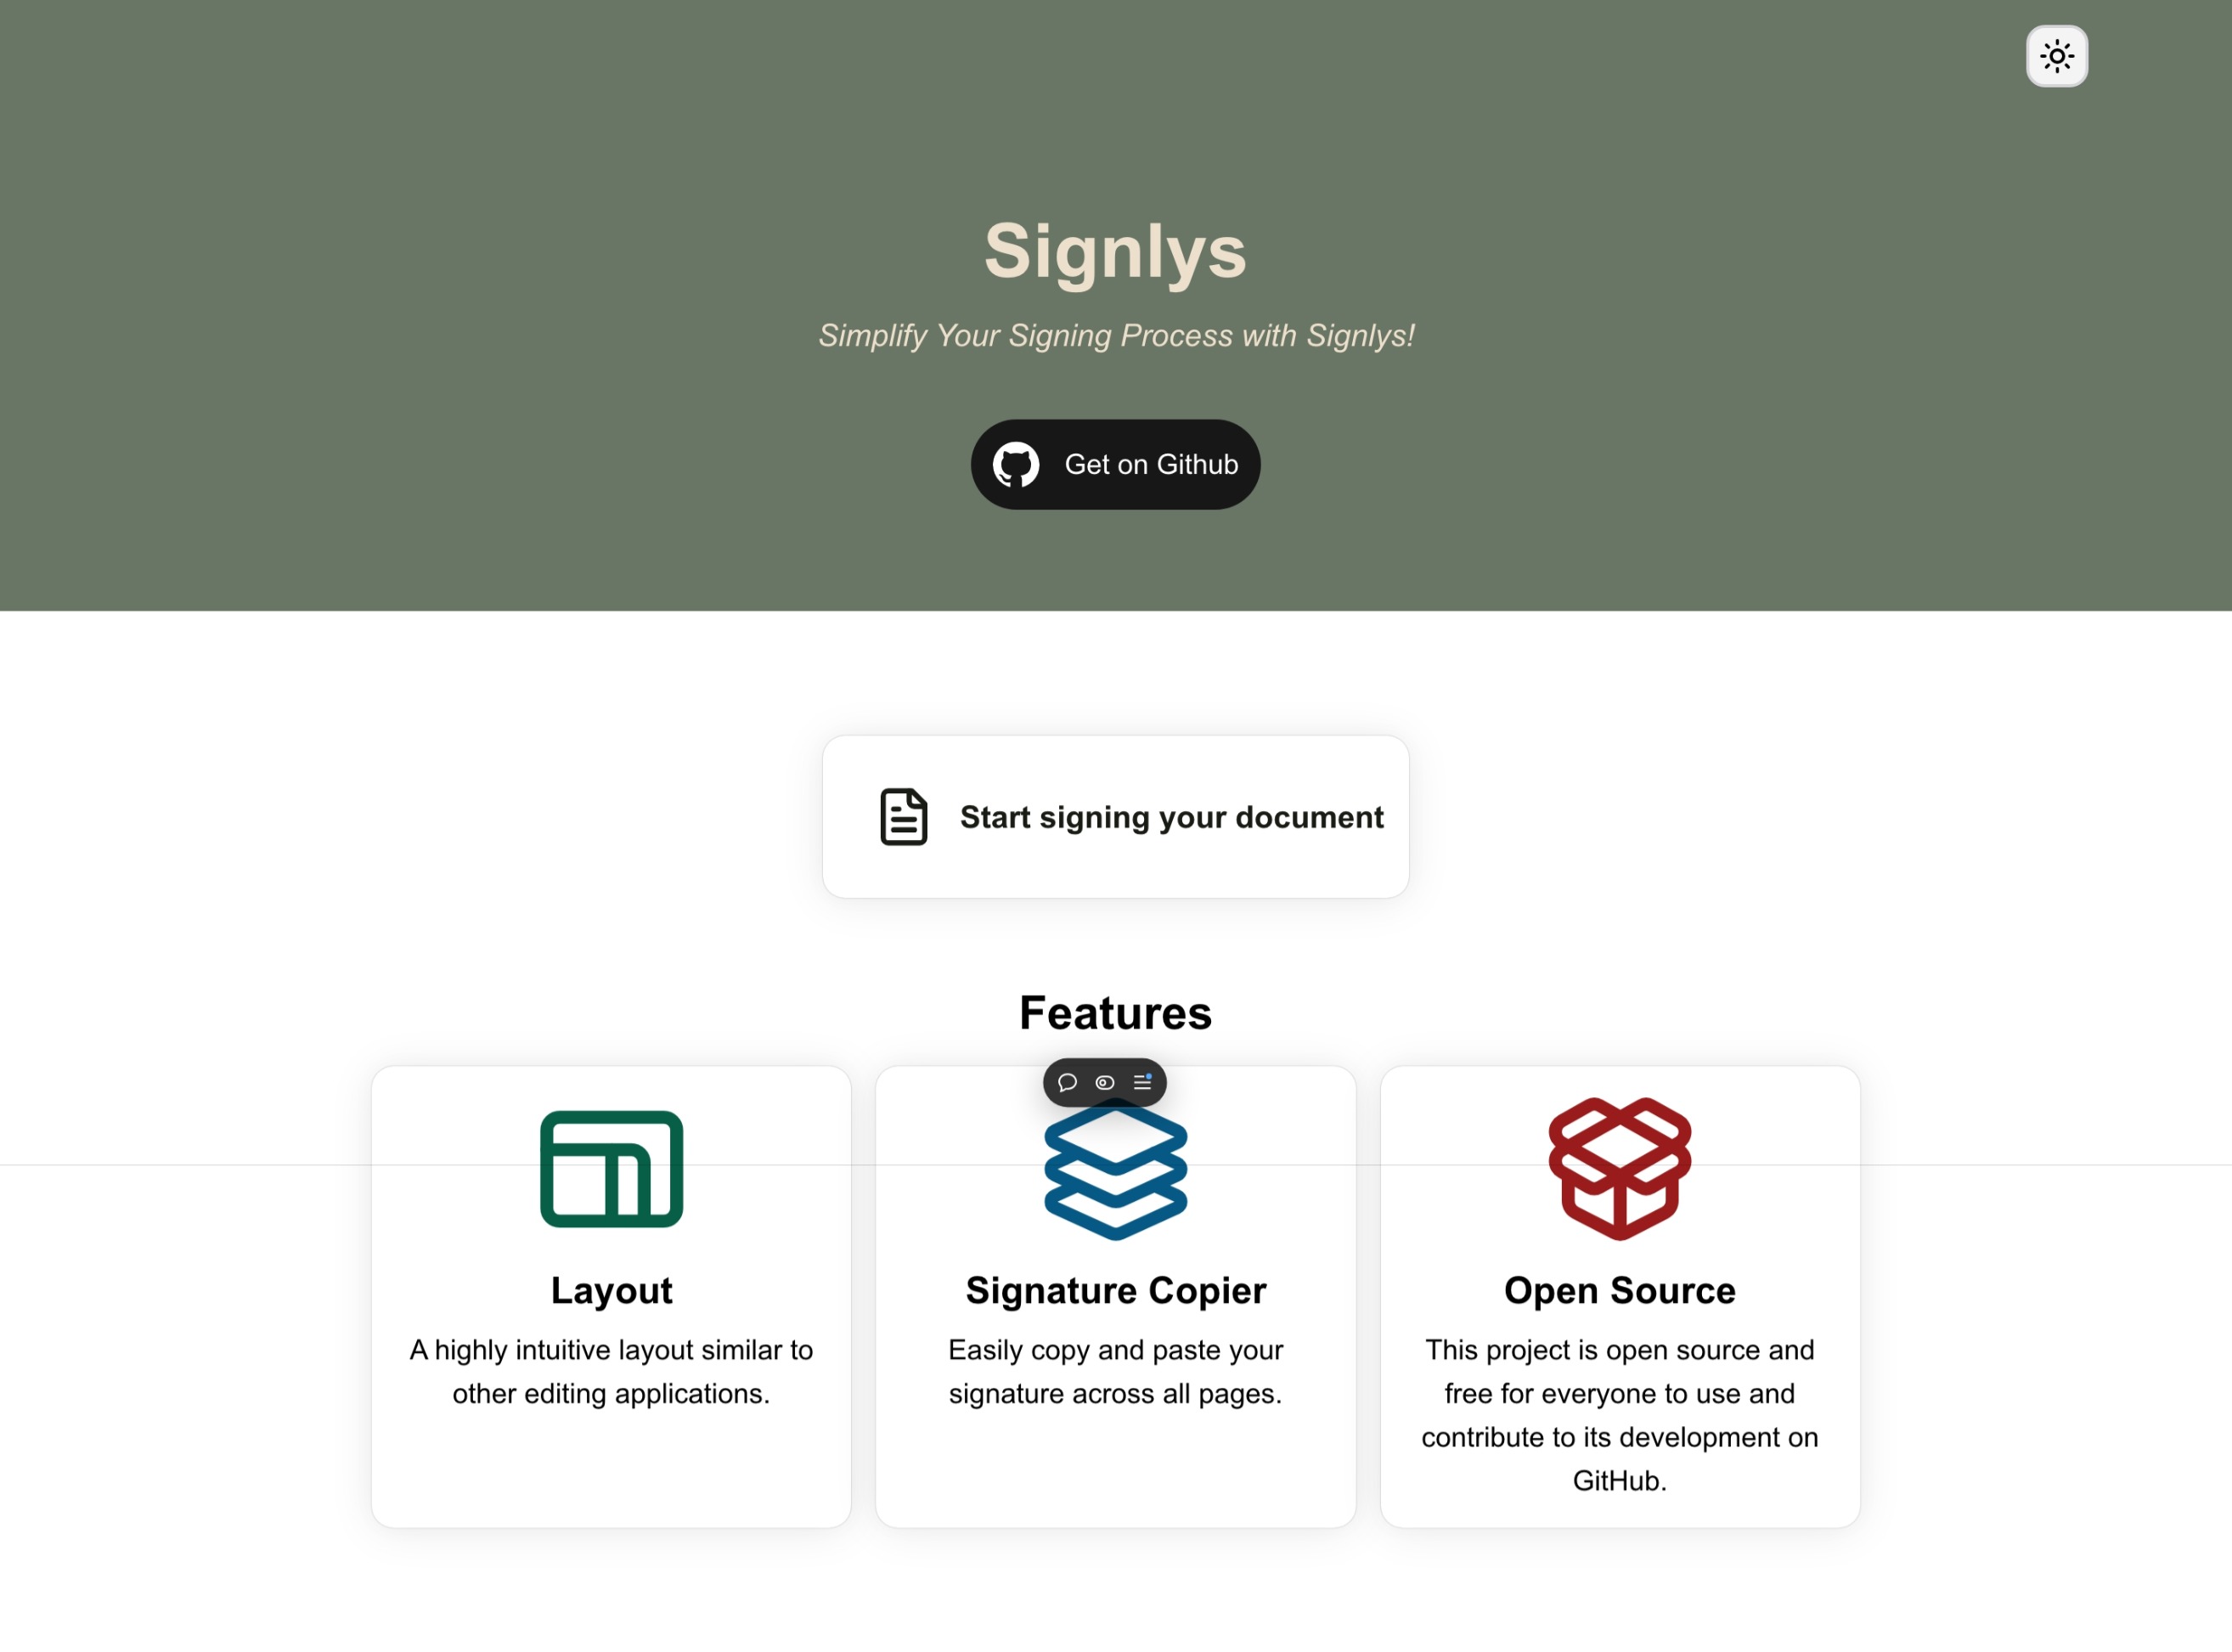 Signlys
Simplify Your Signing Process with Signlys!
Get on Github
Start signing your document
Features
Layout
A highly intuitive layout similar to
other editing applications.
Signature Copier
Easily copy and paste your
signature across all pages.
Open Source
This project is open source and
free for everyone to use and
contribute to its development on
GitHub.